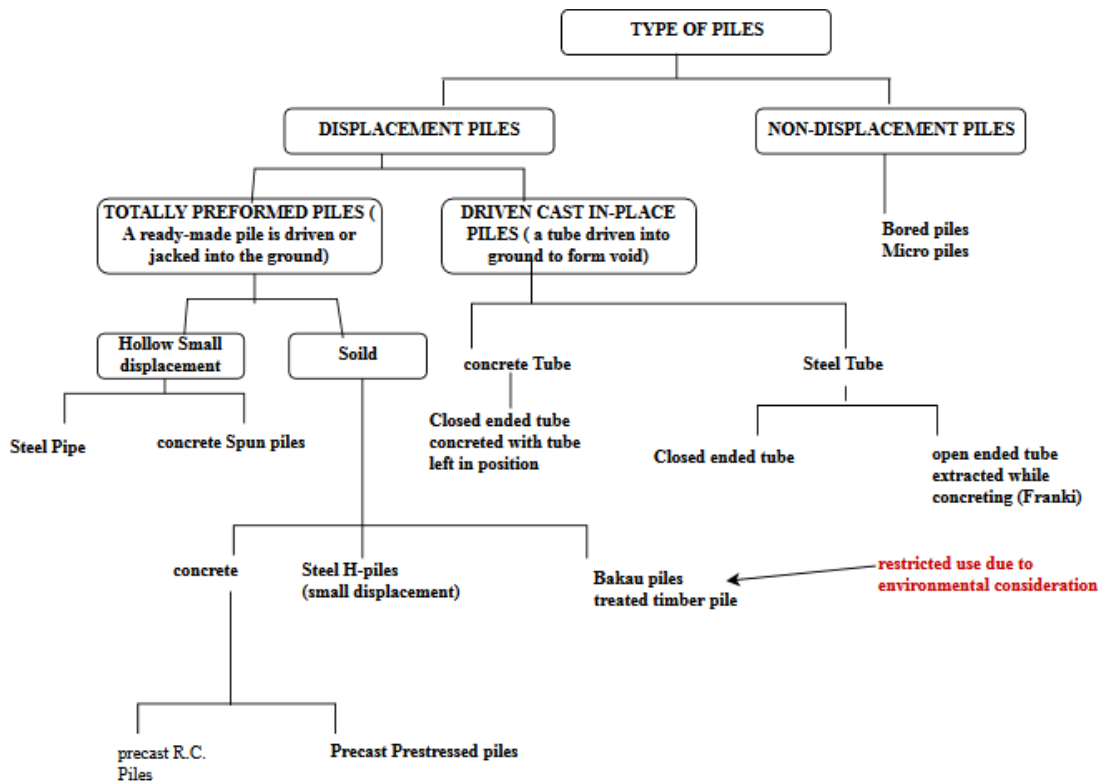 TYPE OF PILES
DISPLACEMENT PILES
NON-DISPLACEMENT PILES
TOTALLY PREFORMED PILES (
A ready-made pile is driven or
jacked into the ground)
DRIVEN CAST IN-PLACE
PILES ( a tube driven into
ground to form void)
Bored piles
Micro piles
Hollow Small
displacement
Soild
concrete Tube
Steel Tube
Steel Pipe
concrete Spun piles
Closed ended tube
concreted with tube
left in position
Closed ended tube
open ended tube
extracted while
concreting (Franki)
concrete
Steel H-piles
(small displacement)
Bakau piles
treated timber pile
restricted use due to
environmental consideration
precast R.C.
Piles
Precast Prestressed piles